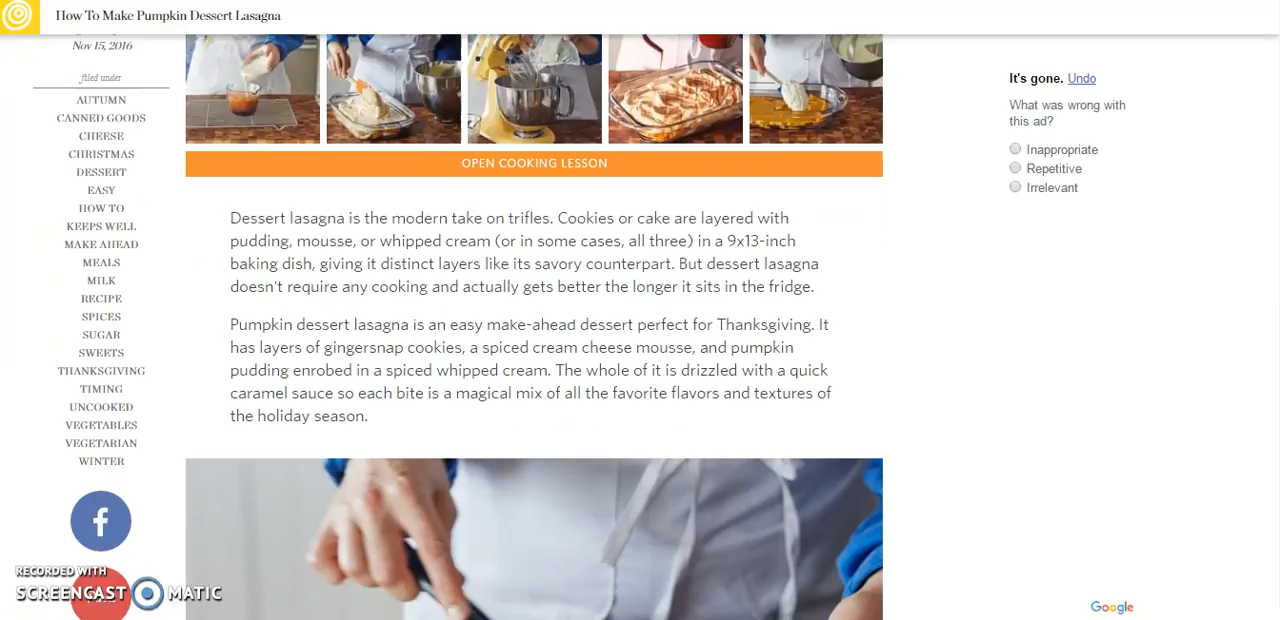 How To Make Pumpkin Dessert Lasagna
Nov 15, 2016
filed under
AUTUMN
CANNED GOODS
CHEESE
CHRISTMAS
DESSERT
EASY
HOW TO
KEEPS WELL
MAKE AHEAD
MEALS
MILK
RECIPE
SPICES
SUGAR
SWEETS
THANKSGIVING
TIMING
UNCOOKED
VEGETABLES
VEGETARIAN
WINTER
f
RECORDED WITH
SCREENCAST MATIC
OPEN COOKING LESSON
Dessert lasagna is the modern take on trifles. Cookies or cake are layered with
pudding, mousse, or whipped cream (or in some cases, all three) in a 9x13-inch
baking dish, giving it distinct layers like its savory counterpart. But dessert lasagna
doesn't require any cooking and actually gets better the longer it sits in the fridge.
Pumpkin dessert lasagna is an easy make-ahead dessert perfect for Thanksgiving. It
has layers of gingersnap cookies, a spiced cream cheese mousse, and pumpkin
pudding enrobed in a spiced whipped cream. The whole of it is drizzled with a quick
caramel sauce so each bite is a magical mix of all the favorite flavors and textures of
the holiday season.
It's gone. Undo
What was wrong with
this ad?
Inappropriate
Repetitive
Irrelevant
Google